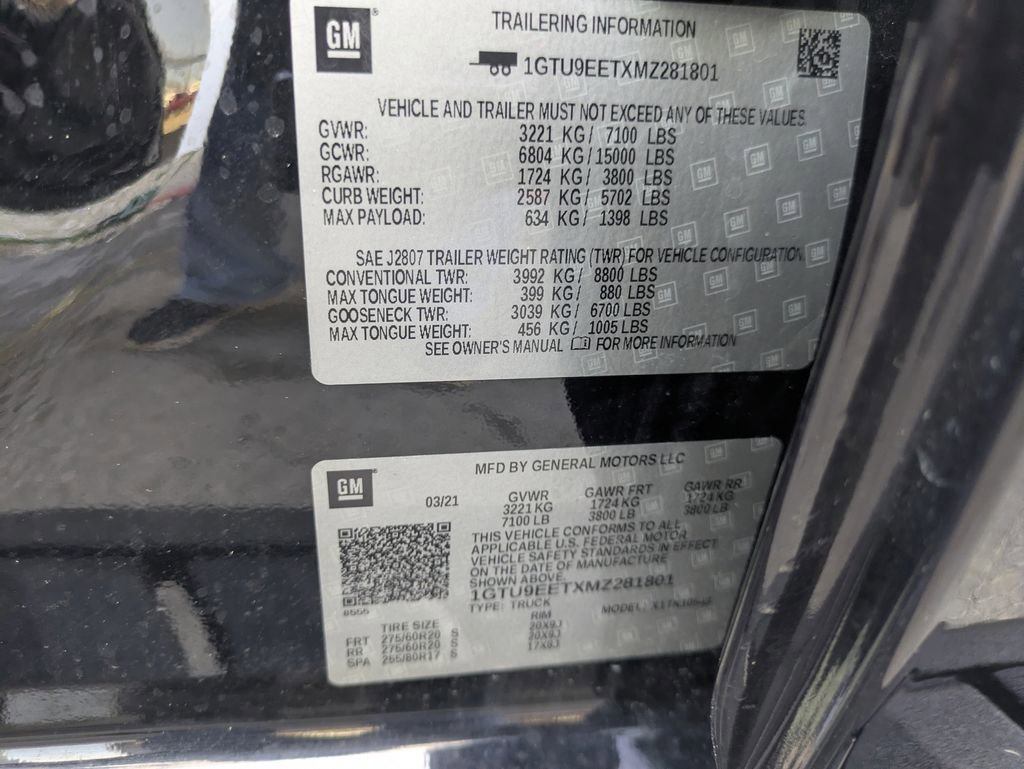 GM
TRAILERING INFORMATION
1GTU9EETXMZ281801
VEHICLE AND TRAILER MUST NOT EXCEED ANY OF THESE VALUES.
GVWR: 3221 KG/ 7100 LBS
GCWR: 6804 KG/15000 LBS
RGAWR: 1724 KG/ 3800 LBS
CURB WEIGHT: 2587 KG/ 5702 LBS
MAX PAYLOAD: 634 KG/ 1398 LBS
SAE J2807 TRAILER WEIGHT RATING (TWR) FOR VEHICLE CONFIGURATION.
CONVENTIONAL TWR: 3992 KG/ 8800 LBS
MAX TONGUE WEIGHT: 399 KG/ 880 LBS
GOOSENECK TWR: 3039 KG/ 6700 LBS
MAX TONGUE WEIGHT: 456 KG/ 1005 LBS
SEE OWNER'S MANUAL FOR MORE INFORMATION
GM
MFD BY GENERAL MOTORS LLC
03/21 GVWR GAWR FRT GAWR RR
3221 KG 1724 KG 1724 KG
7100 LB 3800 LB 3800 LB
THIS VEHICLE CONFORMS TO ALL
APPLICABLE U.S. FEDERAL MOTOR
VEHICLE SAFETY STANDARDS IN EFFECT
ON THE DATE OF MANUFACTURE
SHOWN ABOVE.
1GTU9EETXMZ281801
TYPE: TRUCK MODEL:
TIRE SIZE RIM
FRT 275/60R20 S 20X9J
RR 275/60R20 S 20X9J
SPA 255/80R17 S 17X8J